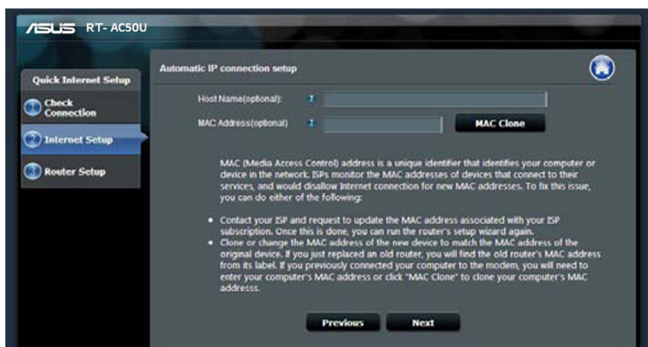 ASUS RT- AC50U
Quick Internet Setup
1 Check Connection
2 Internet Setup
3 Router Setup
Automatic IP connection setup
Host Name(optional):
MAC Address(optional)
MAC Clone
MAC (Media Access Control) address is a unique identifier that identifies your computer or
device in the network. ISPs monitor the MAC addresses of devices that connect to their
services, and would disallow Internet connection for new MAC addresses. To fix this issue,
you can do either of the following:
• Contact your ISP and request to update the MAC address associated with your ISP
subscription. Once this is done, you can run the router's setup wizard again.
• Clone or change the MAC address of the new device to match the MAC address of the
original device. If you just replaced an old router, you will find the old router's MAC address
from its label. If you previously connected your computer to the modem, you will need to
enter your computer's MAC address or click "MAC Clone" to clone your computer's MAC
addresss.
Previous Next